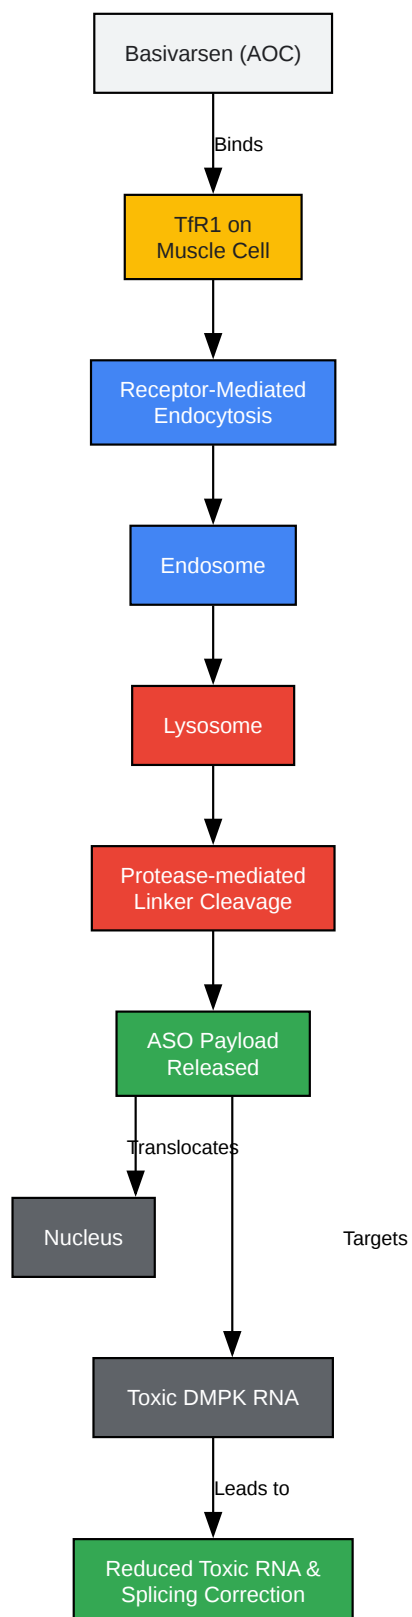 Basivarsen (AOC)
Binds
TfR1 on
Muscle Cell
Receptor-Mediated
Endocytosis
Endosome
Lysosome
Protease-mediated
Linker Cleavage
ASO Payload
Released
Translocates
Nucleus
Targets
Toxic DMPK RNA
Leads to
Reduced Toxic RNA &
Splicing Correction